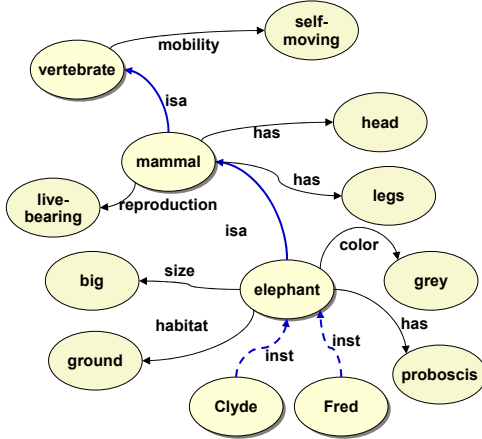 self-
moving
mobility
vertebrate
isa
has
head
mammal
has
legs
live-
bearing
reproduction
isa
color
size
big
elephant
grey
habitat
has
inst
inst
ground
proboscis
Clyde
Fred